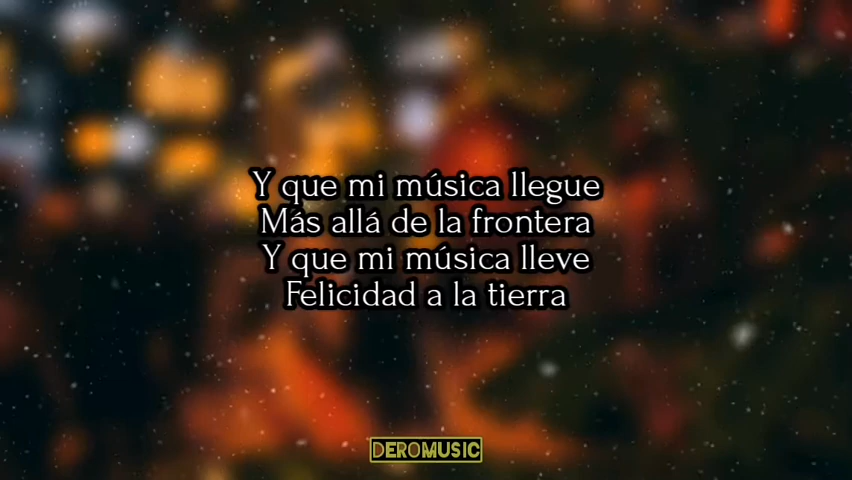 Y que mi música llegue
Más allá de la frontera
Y que mi música lleve
Felicidad a la tierra
DEROMUSIC